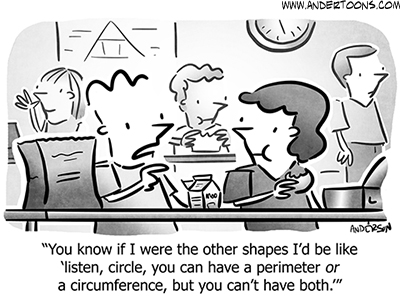 WWW.ANDERTOONS.COM
MOO
L
ANDERSON
“You know if I were the other shapes I’d be like
‘listen, circle, you can have a perimeter or
a circumference, but you can’t have both.’”